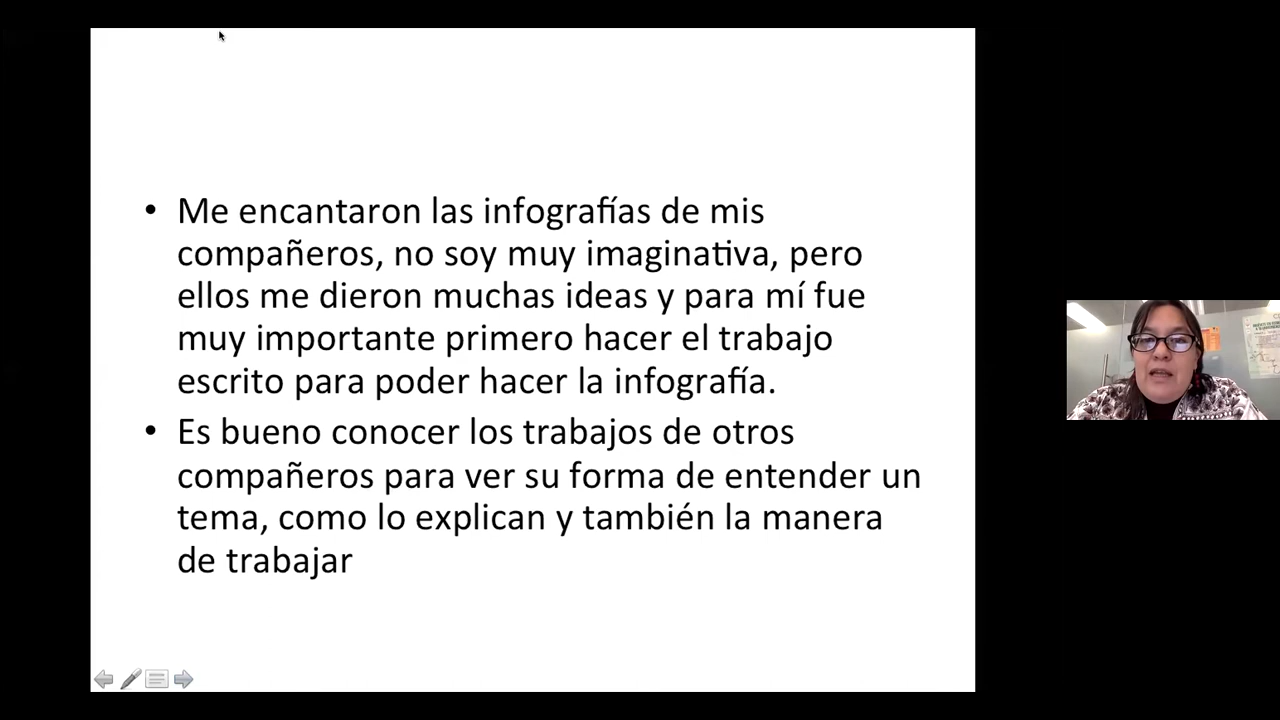 • Me encantaron las infografías de mis
compañeros, no soy muy imaginativa, pero
ellos me dieron muchas ideas y para mí fue
muy importante primero hacer el trabajo
escrito para poder hacer la infografía.
• Es bueno conocer los trabajos de otros
compañeros para ver su forma de entender un
tema, como lo explican y también la manera
de trabajar